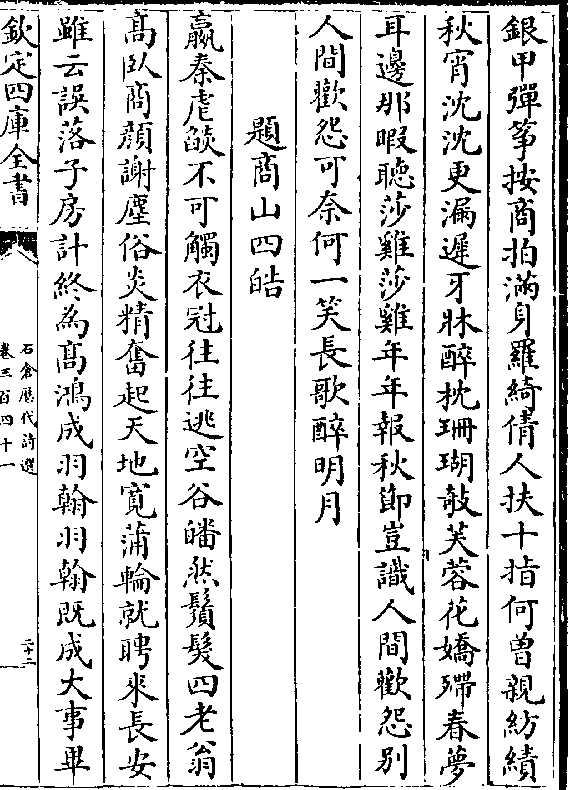 銀甲彈筝按商拍滿身羅綺倩人扶十指何曽親紡績
秋宵沈沈更漏遲牙牀醉枕珊瑚敧芙蓉花嬌殢春夢
耳邊那暇聽莎雞莎雞年年報秋節豈識人間歡怨别
人間歡怨可奈何一笑長歌醉明月
題商山四皓
嬴秦虐燄不可觸衣冠往往逃空谷皤然鬚髮四老翁
髙臥商顔謝塵俗炎精奮起天地寛蒲輪就聘來長安
雖云誤落子房計終為髙鴻成羽翰羽翰既成大事畢
欽定四庫全書
石倉歴代詩選
卷三百四十一
二十二